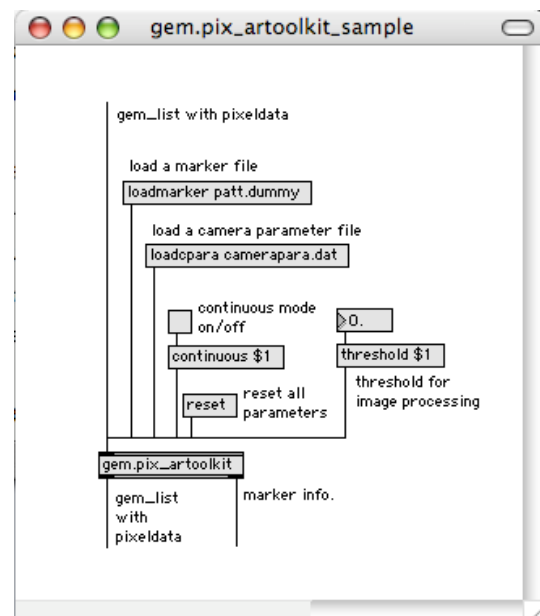 gem.pix_artoolkit_sample
gem_list with pixeldata
load a marker file
loadmarker patt.dummy
load a camera parameter file
loadcpara camerapara.dat
continuous mode
on/off
0.
continuous $1
threshold $1
reset
reset all
parameters
threshold for
image processing
gem.pix_artoolkit
gem_list
with
pixeldata
marker info.